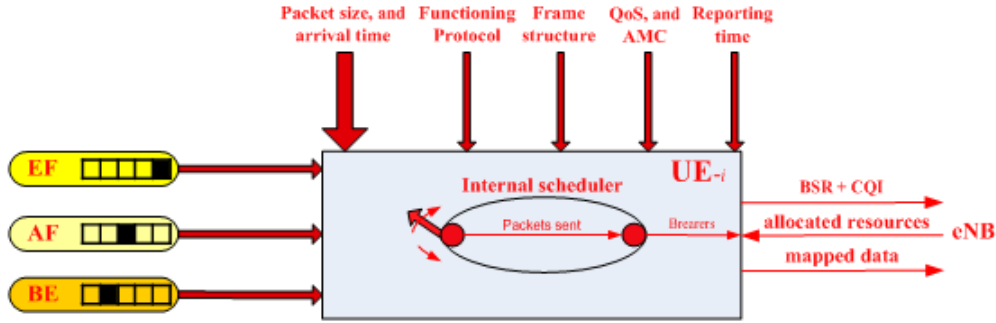 Packet size, and
arrival time
Functioning
Protocol
Frame
structure
QoS, and
AMC
Reporting
time
EF
AF
BE
UE-i
Internal scheduler
Packets sent
Brearers
BSR + CQI
allocated resources
eNB
mapped data